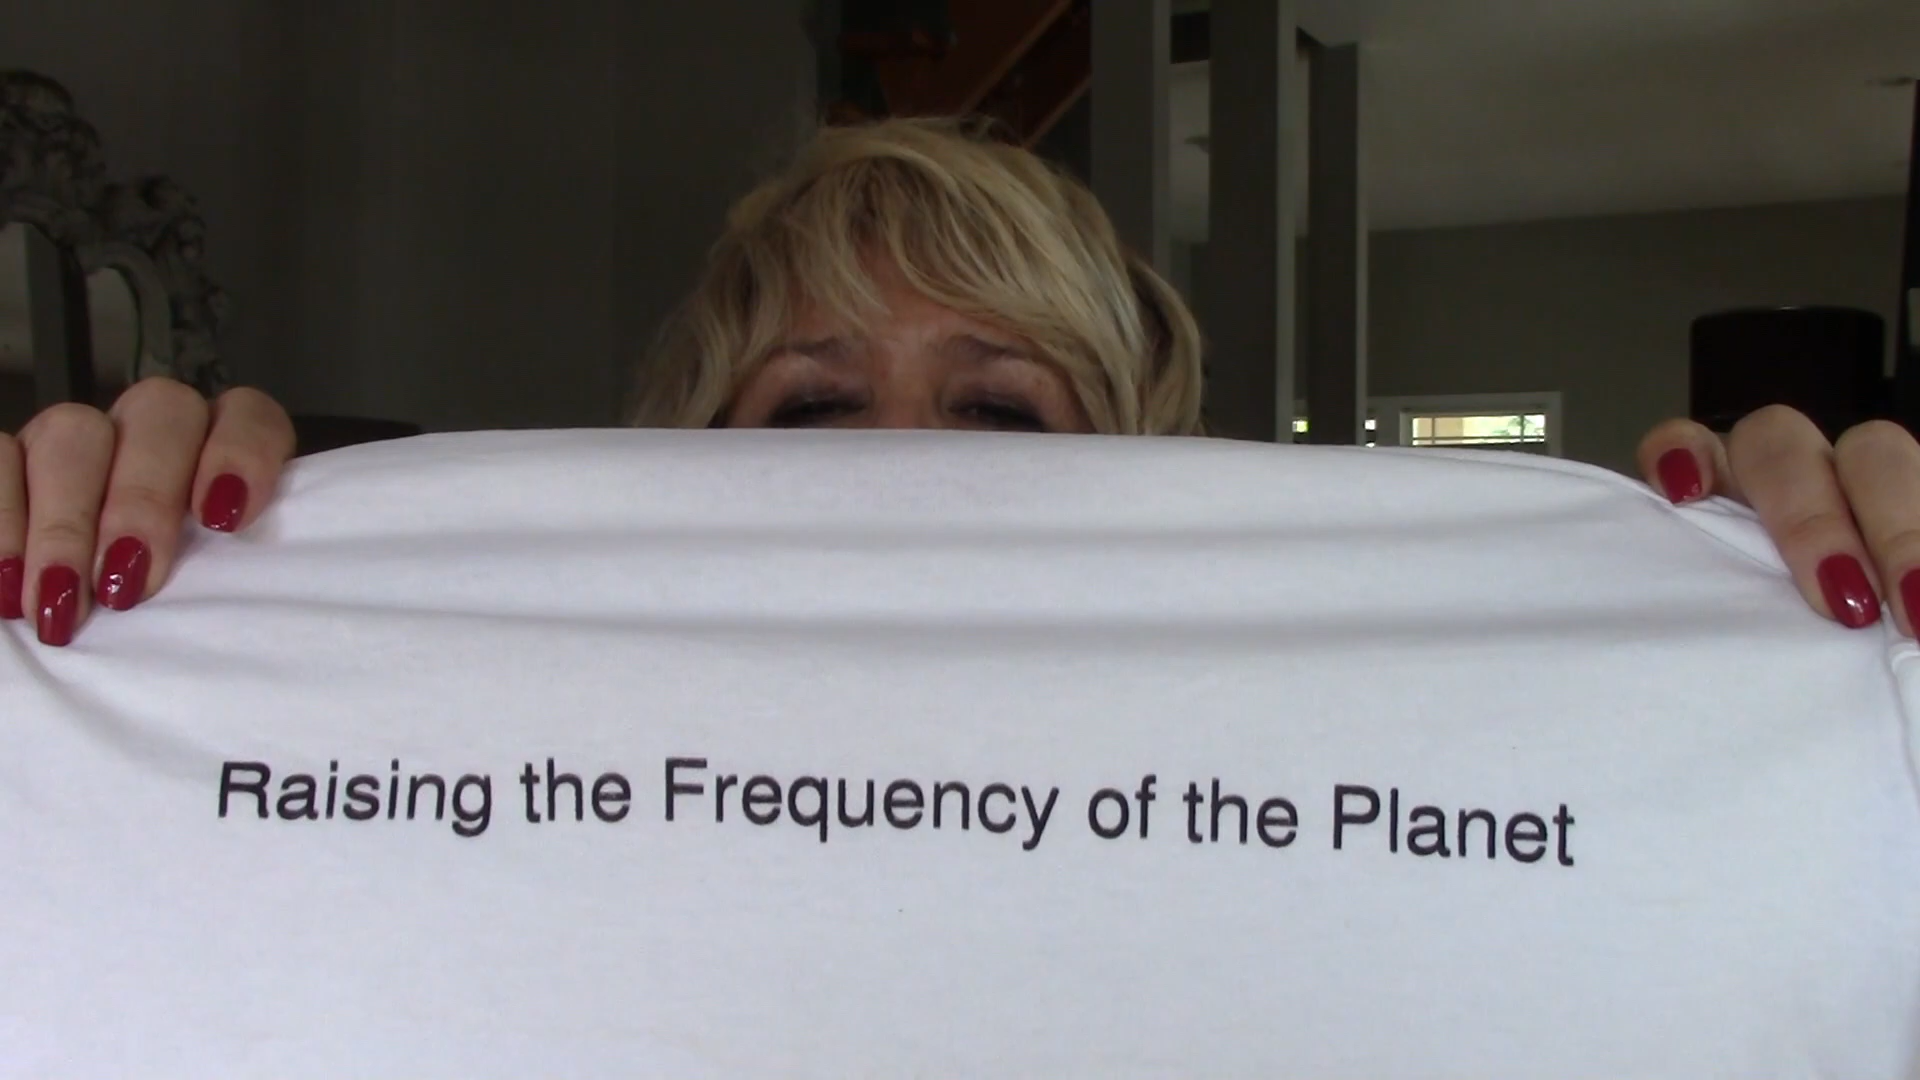 Raising the Frequency of the Planet